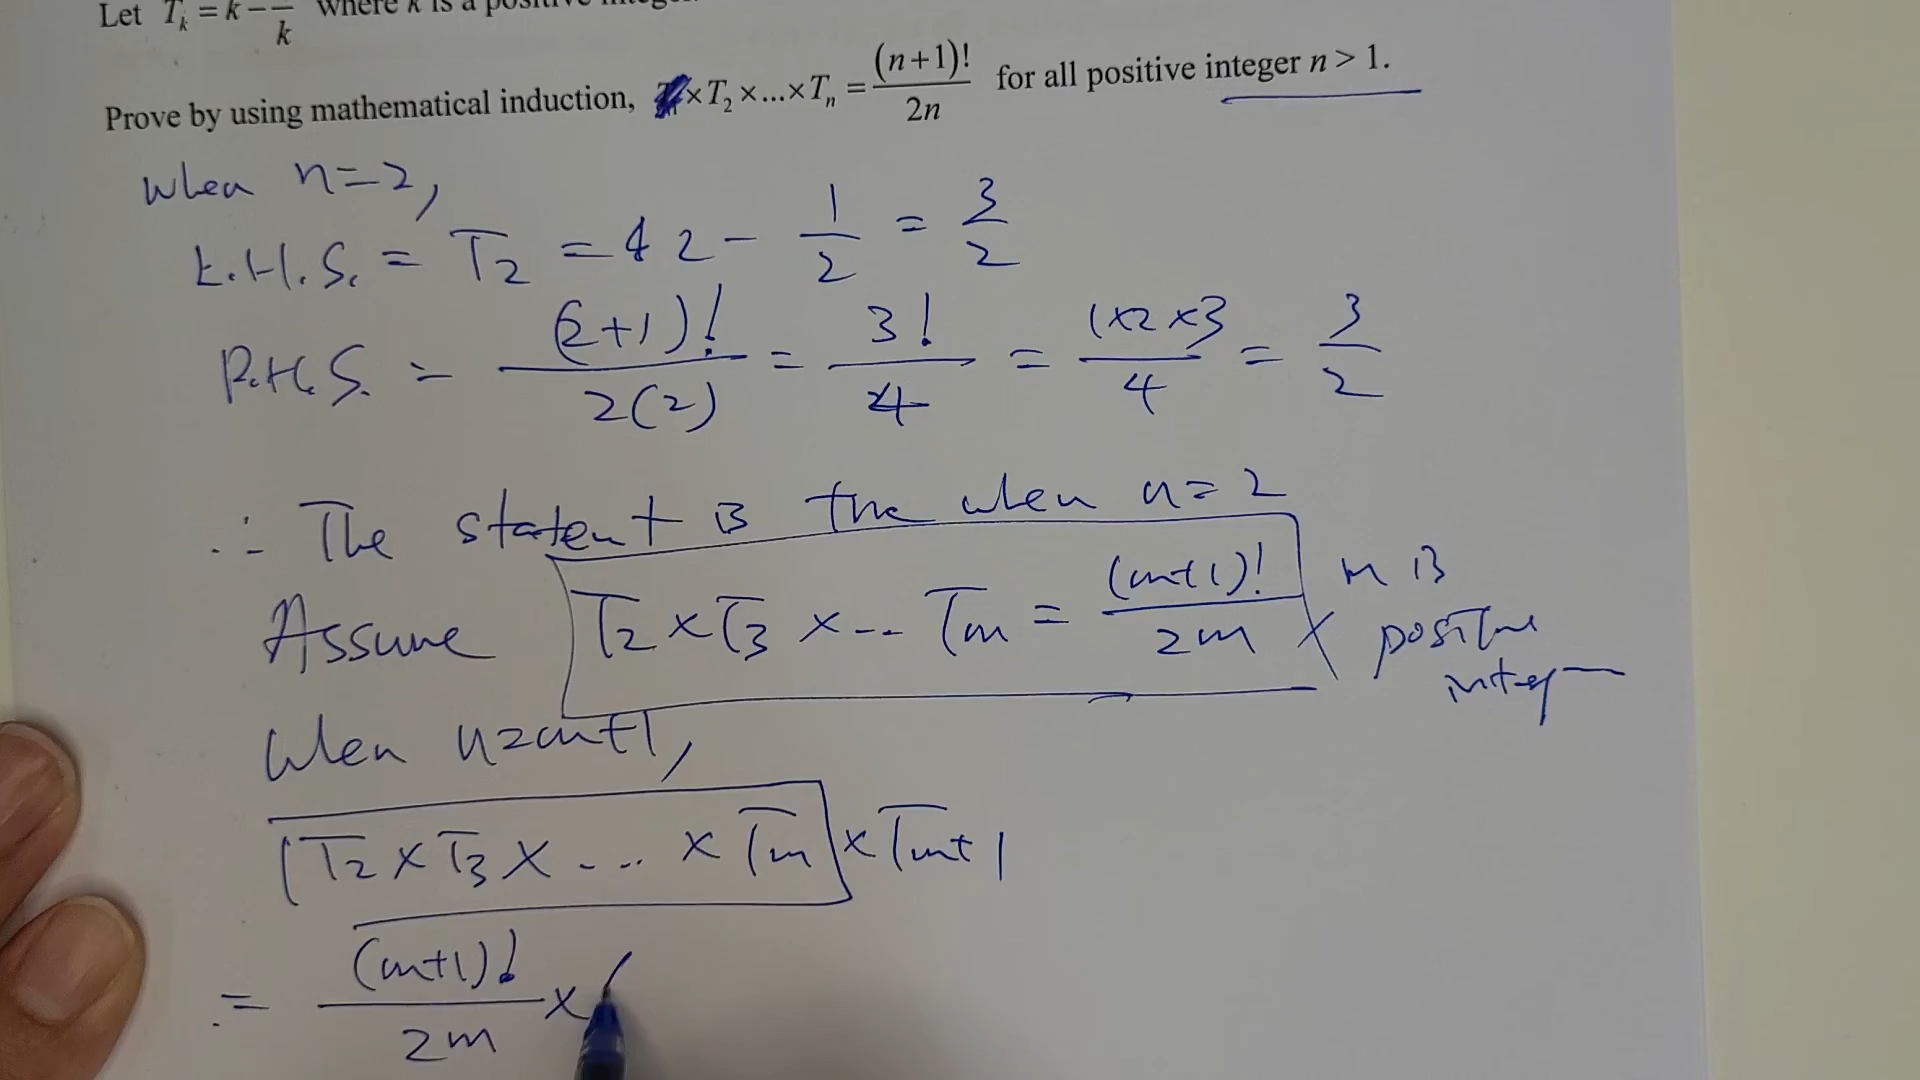 Let T_k = k - — / k where k is a positive
Prove by using mathematical induction, × T_2 × ... × T_n = (n+1)! / 2n for all positive integer n > 1.
When n=2,
L.H.S. = T_2 = 2 - 1/2 = 3/2
R.H.S. = (2+1)! / 2(2) = 3! / 4 = 1×2×3 / 4 = 3/2
∴ The statent is true when n=2
Assume T_2 × T_3 × ... T_m = (m+1)! / 2m m is
positive
integer
When n=m+1,
(T_2 × T_3 × .... × T_m) × T_m+1
= (m+1)! / 2m × (